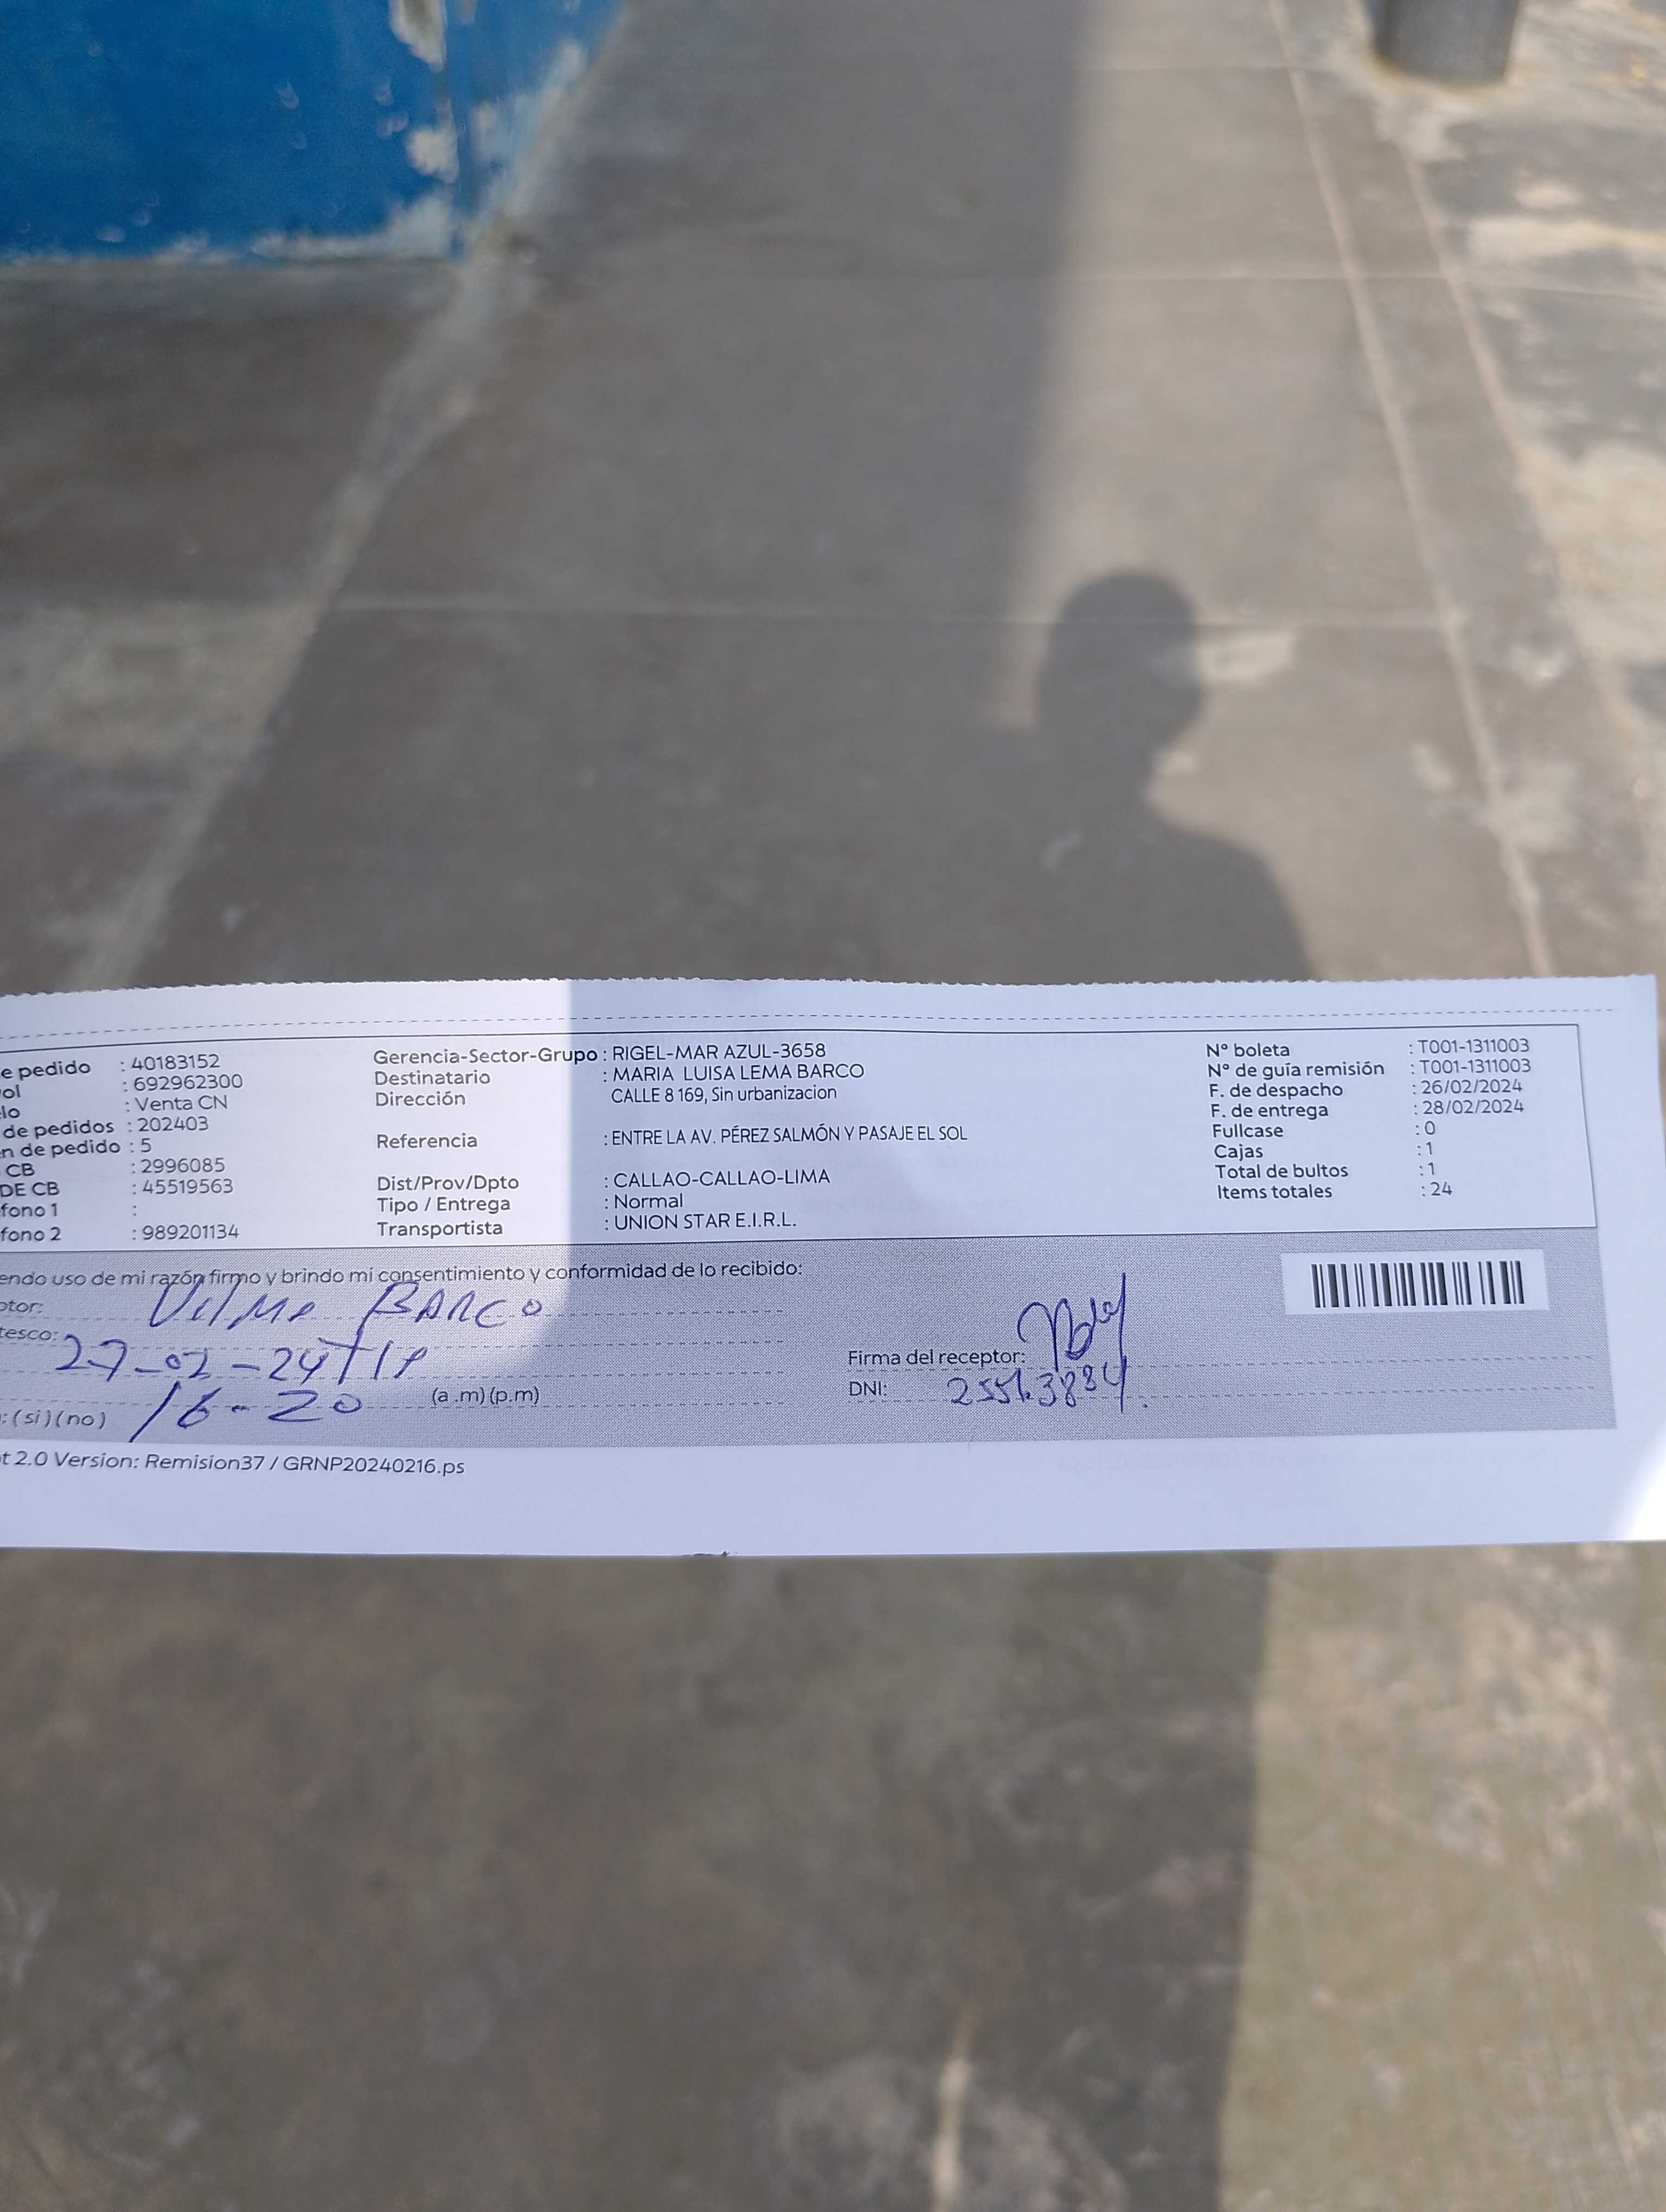 e pedido : 40183152
ol : 692962300
lo : Venta CN
de pedidos : 202403
n de pedido : 5
CB : 2996085
DE CB : 45519563
fono 1 :
fono 2 : 989201134
Gerencia-Sector-Grupo : RIGEL-MAR AZUL-3658
Destinatario : MARIA LUISA LEMA BARCO
Dirección CALLE 8 169, Sin urbanizacion
Referencia : ENTRE LA AV. PÉREZ SALMÓN Y PASAJE EL SOL
Dist/Prov/Dpto : CALLAO-CALLAO-LIMA
Tipo / Entrega : Normal
Transportista : UNION STAR E.I.R.L.
N° boleta : T001-1311003
N° de guía remisión : T001-1311003
F. de despacho : 26/02/2024
F. de entrega : 28/02/2024
Fullcase : 0
Cajas : 1
Total de bultos : 1
Items totales : 24
endo uso de mi razón firmo y brindo mi consentimiento y conformidad de lo recibido:
ptor: VilMA BARCO
tesco:
27-02-24
16-20 (a .m) (p.m)
: (si) (no)
Firma del receptor:
DNI:
t 2.0 Version: Remision37 / GRNP20240216.ps